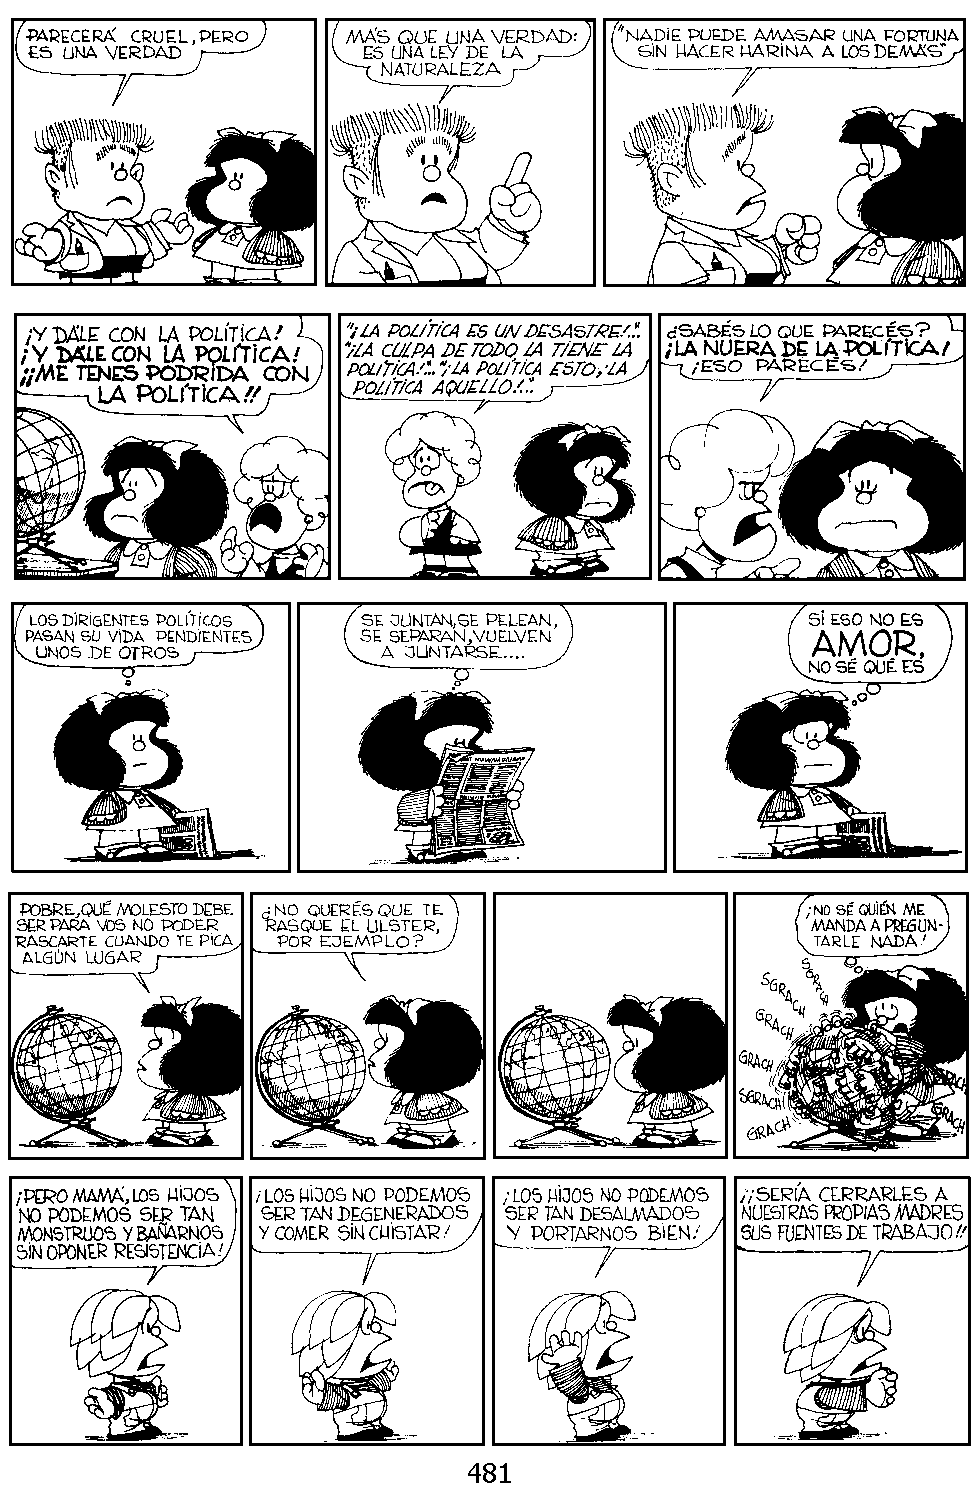 PARECERÁ CRUEL, PERO
ES UNA VERDAD
MÁS QUE UNA VERDAD:
ES UNA LEY DE LA
NATURALEZA
"NADIE PUEDE AMASAR UNA FORTUNA
SIN HACER HARINA A LOS DEMÁS"
¡Y DALE CON LA POLÍTICA!
¡Y DALE CON LA POLÍTICA!
¡¡ME TENES PODRIDA CON
LA POLÍTICA!!
"¡LA POLÍTICA ES UN DESASTRE!"..
"¡LA CULPA DE TODO LA TIENE LA
POLÍTICA!"..."¡LA POLÍTICA ESTO, LA
POLÍTICA AQUELLO!"..
¿SABÉS LO QUE PARECÉS?
¡LA NUERA DE LA POLÍTICA!
¡ESO PARECÉS!
LOS DIRIGENTES POLÍTICOS
PASAN SU VIDA PENDIENTES
UNOS DE OTROS
SE JUNTAN, SE PELEAN,
SE SEPARAN, VUELVEN
A JUNTARSE....
SI ESO NO ES
AMOR,
NO SÉ QUÉ ES
POBRE, QUÉ MOLESTO DEBE
SER PARA VOS NO PODER
RASCARTE CUANDO TE PICA
ALGÚN LUGAR
¿NO QUERÉS QUE TE
RASQUE EL ULSTER,
POR EJEMPLO?
¡NO SÉ QUIÉN ME
MANDA A PREGUN-
TARLE NADA!
SGRACH
SGRACH
GRACH
GRACH
SGRACH
GRACH
GRACH
GRACH
¡PERO MAMÁ, LOS HIJOS
NO PODEMOS SER TAN
MONSTRUOS Y BAÑARNOS
SIN OPONER RESISTENCIA!
¡LOS HIJOS NO PODEMOS
SER TAN DEGENERADOS
Y COMER SIN CHISTAR!
¡LOS HIJOS NO PODEMOS
SER TAN DESALMADOS
Y PORTARNOS BIEN!
¡¡SERÍA CERRARLES A
NUESTRAS PROPIAS MADRES
SUS FUENTES DE TRABAJO!!
481